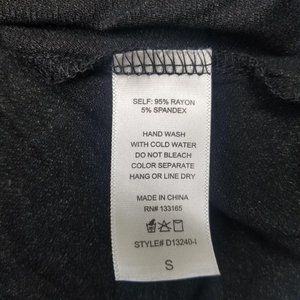 SELF: 95% RAYON
5% SPANDEX
HAND WASH
WITH COLD WATER
DO NOT BLEACH
COLOR SEPARATE
HANG OR LINE DRY
MADE IN CHINA
RN# 133165
STYLE# D13240-I
S